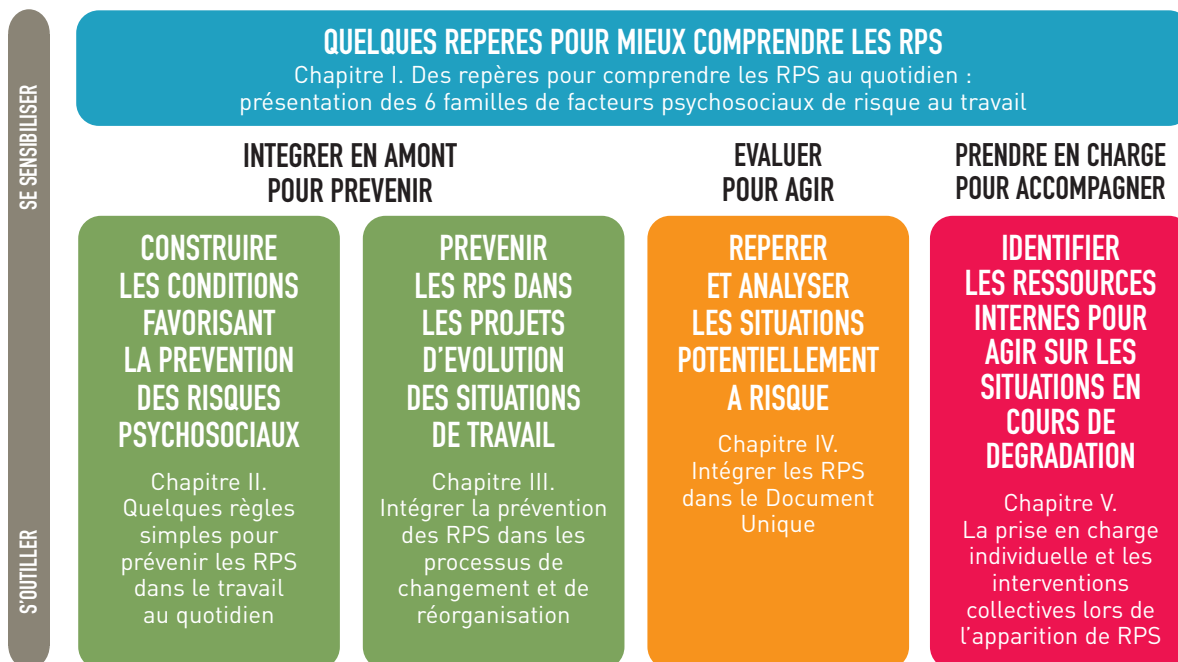 SE SENSIBILISER
S'OUTILLER
QUELQUES REPERES POUR MIEUX COMPRENDRE LES RPS
Chapitre I. Des repères pour comprendre les RPS au quotidien :
présentation des 6 familles de facteurs psychosociaux de risque au travail
INTEGRER EN AMONT
POUR PREVENIR
EVALUER
POUR AGIR
PRENDRE EN CHARGE
POUR ACCOMPAGNER
CONSTRUIRE
LES CONDITIONS
FAVORISANT
LA PREVENTION
DES RISQUES
PSYCHOSOCIAUX
Chapitre II.
Quelques règles
simples pour
prévenir les RPS
dans le travail
au quotidien
PREVENIR
LES RPS DANS
LES PROJETS
D'EVOLUTION
DES SITUATIONS
DE TRAVAIL
Chapitre III.
Intégrer la prévention
des RPS dans les
processus de
changement et de
réorganisation
REPERER
ET ANALYSER
LES SITUATIONS
POTENTIELLEMENT
A RISQUE
Chapitre IV.
Intégrer les RPS
dans le Document
Unique
IDENTIFIER
LES RESSOURCES
INTERNES POUR
AGIR SUR LES
SITUATIONS EN
COURS DE
DEGRADATION
Chapitre V.
La prise en charge
individuelle et les
interventions
collectives lors de
l'apparition de RPS